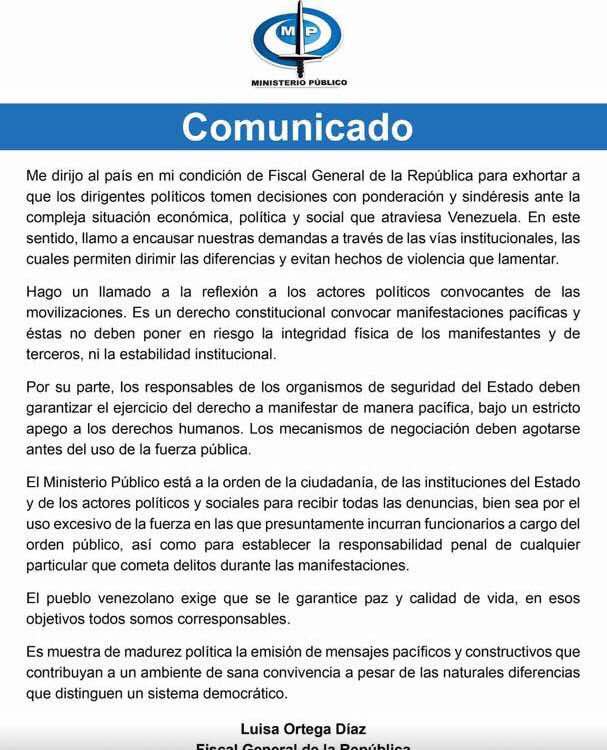 M P
MINISTERIO PÚBLICO
Comunicado
Me dirijo al país en mi condición de Fiscal General de la República para exhortar a
que los dirigentes políticos tomen decisiones con ponderación y sindéresis ante la
compleja situación económica, política y social que atraviesa Venezuela. En este
sentido, llamo a encausar nuestras demandas a través de las vías institucionales, las
cuales permiten dirimir las diferencias y evitan hechos de violencia que lamentar.
Hago un llamado a la reflexión a los actores políticos convocantes de las
movilizaciones. Es un derecho constitucional convocar manifestaciones pacíficas y
éstas no deben poner en riesgo la integridad física de los manifestantes y de
terceros, ni la estabilidad institucional.
Por su parte, los responsables de los organismos de seguridad del Estado deben
garantizar el ejercicio del derecho a manifestar de manera pacífica, bajo un estricto
apego a los derechos humanos. Los mecanismos de negociación deben agotarse
antes del uso de la fuerza pública.
El Ministerio Público está a la orden de la ciudadanía, de las instituciones del Estado
y de los actores políticos y sociales para recibir todas las denuncias, bien sea por el
uso excesivo de la fuerza en las que presuntamente incurran funcionarios a cargo del
orden público, así como para establecer la responsabilidad penal de cualquier
particular que cometa delitos durante las manifestaciones.
El pueblo venezolano exige que se le garantice paz y calidad de vida, en esos
objetivos todos somos corresponsables.
Es muestra de madurez política la emisión de mensajes pacíficos y constructivos que
contribuyan a un ambiente de sana convivencia a pesar de las naturales diferencias
que distinguen un sistema democrático.
Luisa Ortega Díaz
Fiscal General de la República